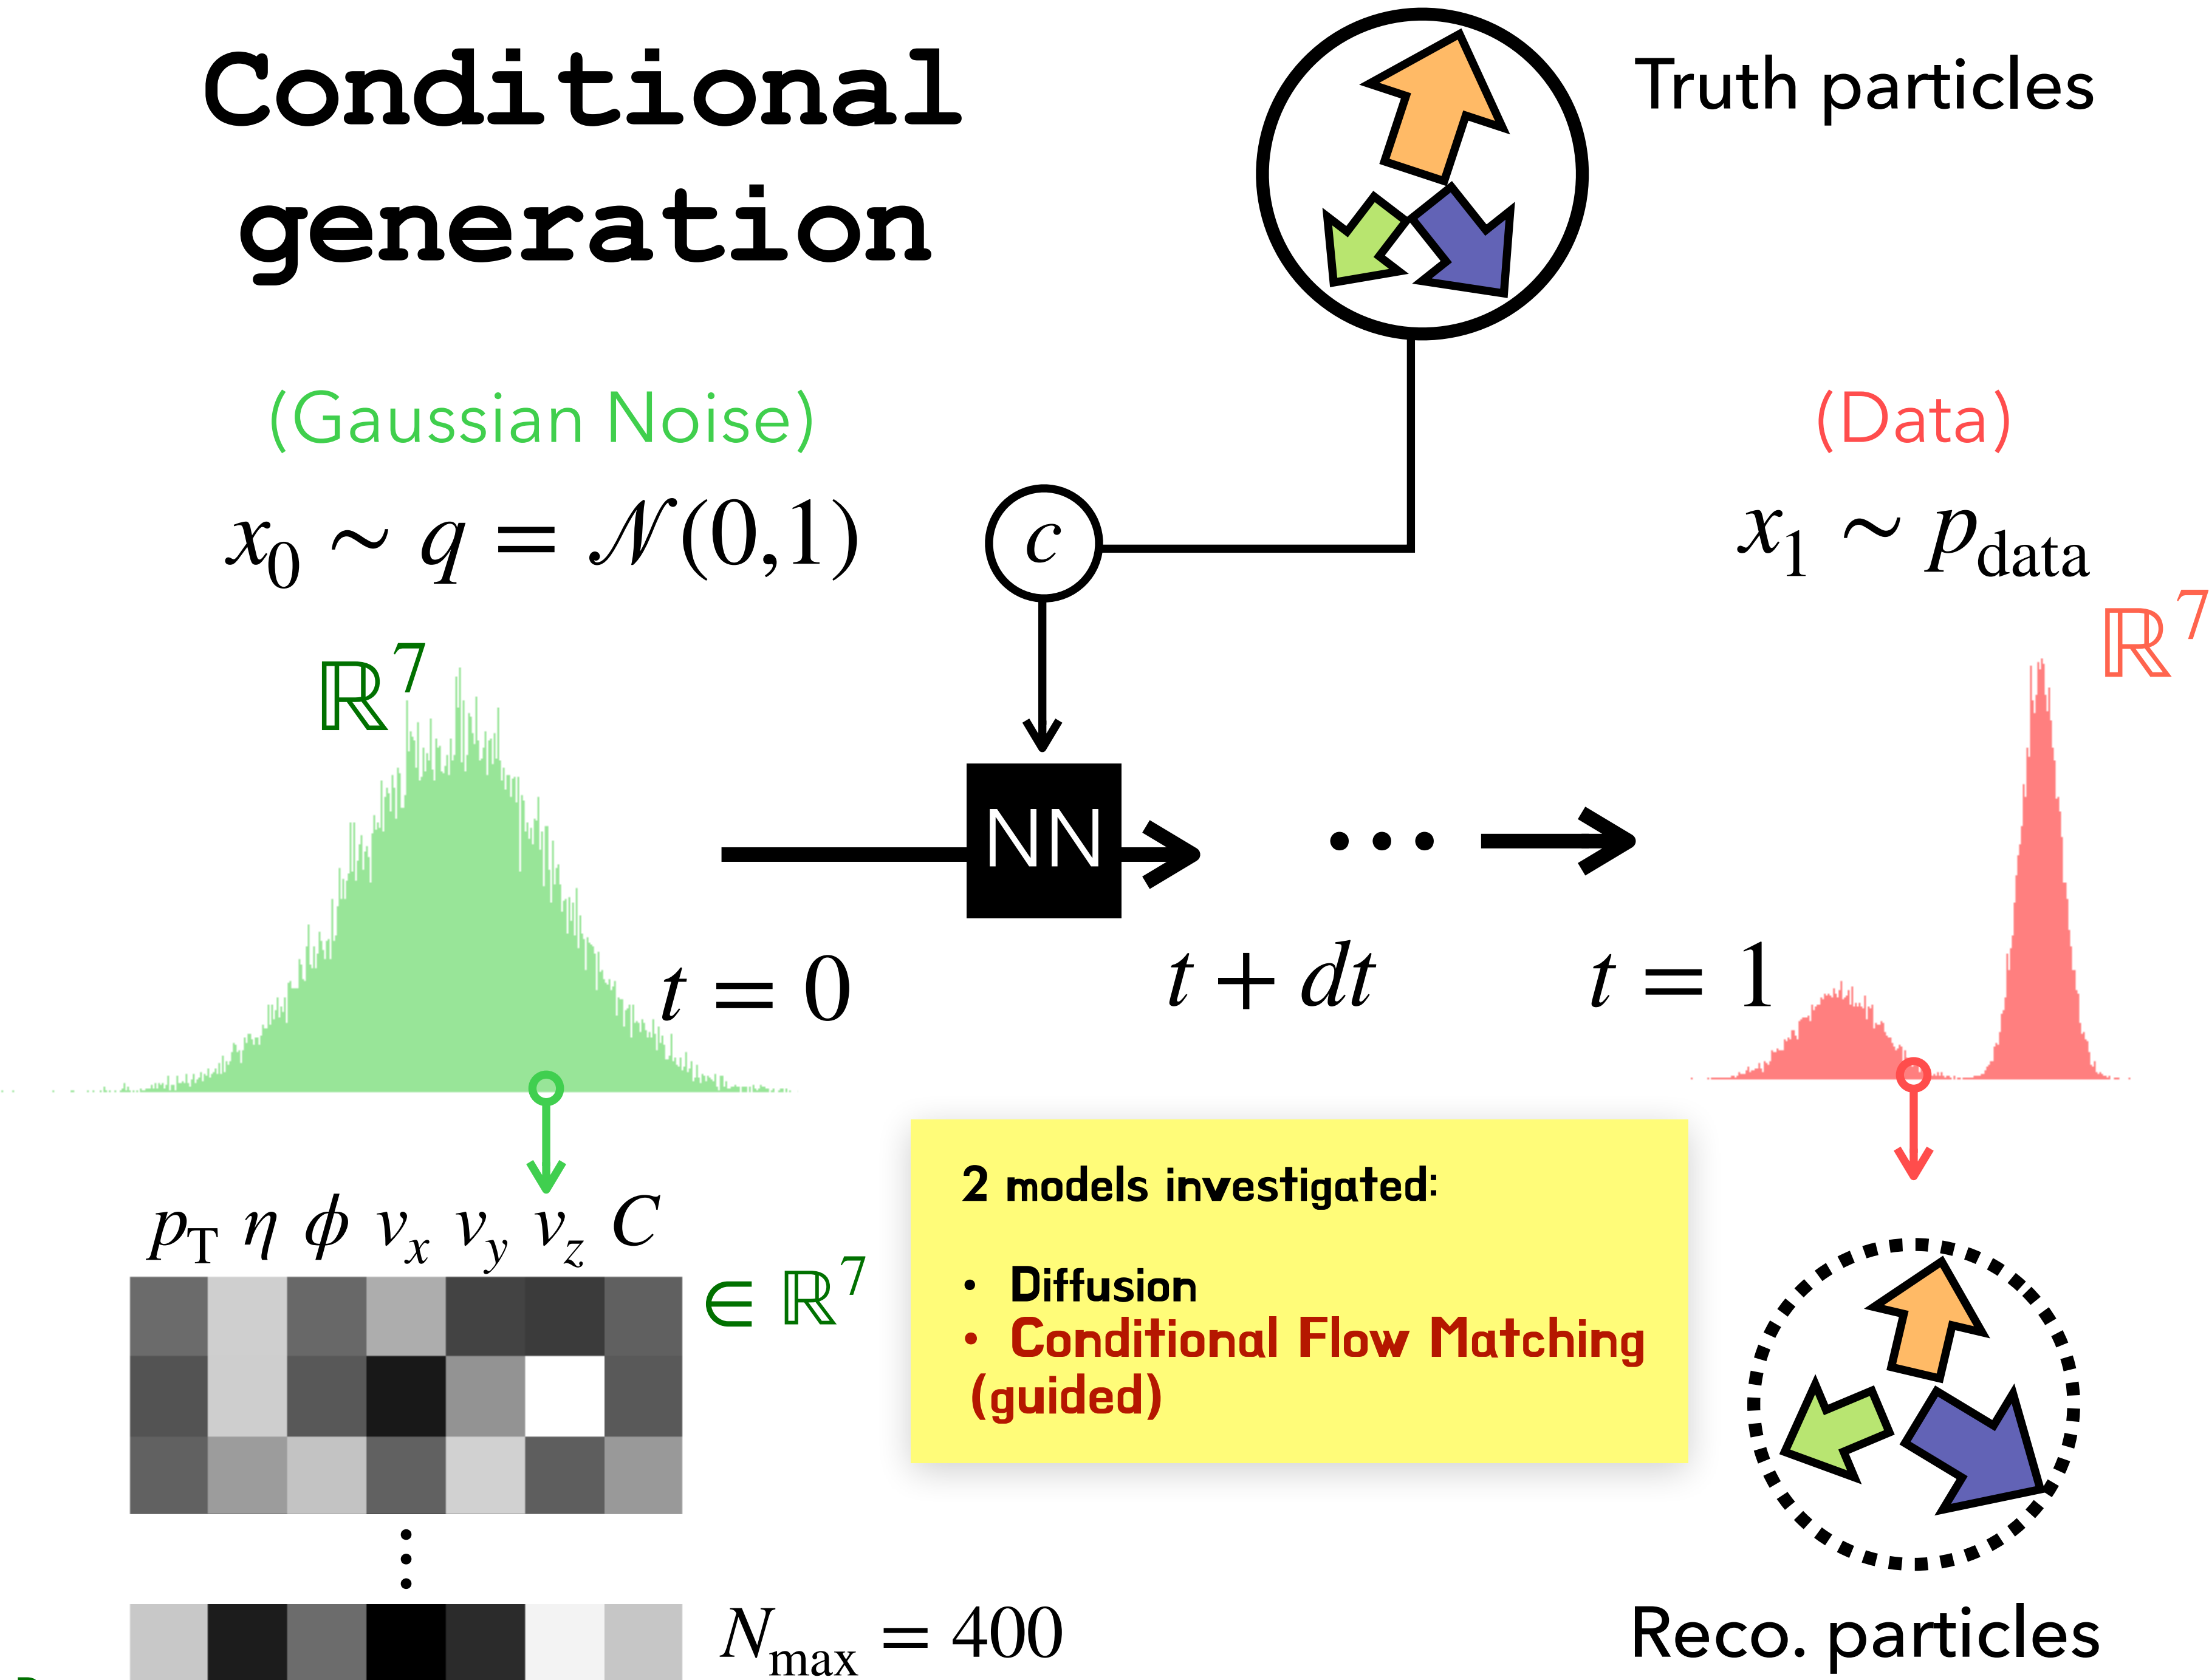 Conditional
generation
Truth particles
(Gaussian Noise)
(Data)
x₀ ~ q = 𝒩(0,1)
c
x₁ ~ p_data
ℝ⁷
ℝ⁷
NN
t = 0
t + dt
t = 1
2 models investigated:
• Diffusion
• Conditional Flow Matching
(guided)
p_T η ϕ v_x v_y v_z C
∈ ℝ⁷
N_max = 400
Reco. particles